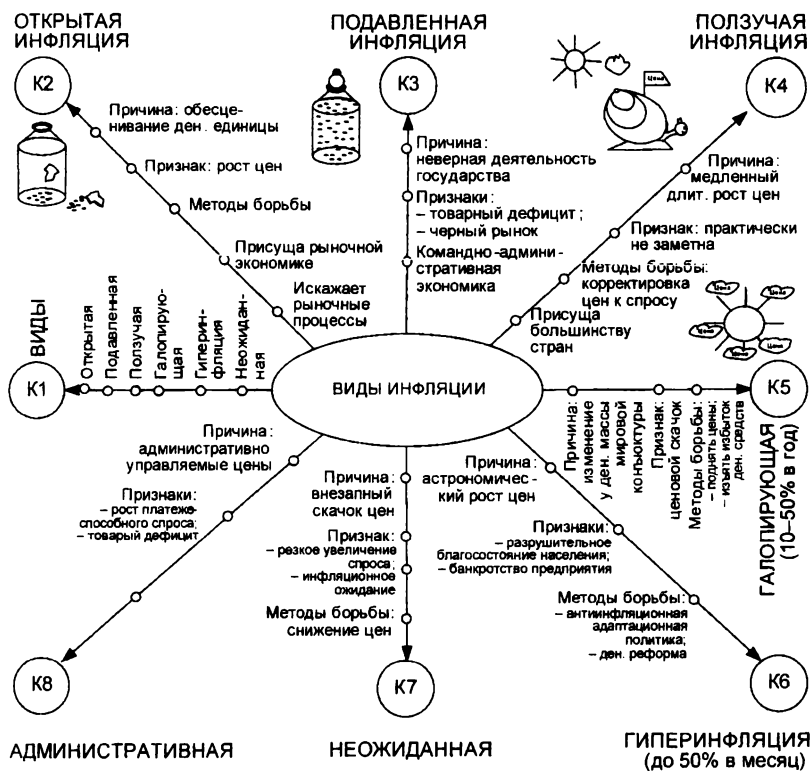 ОТКРЫТАЯ
ИНФЛЯЦИЯ
К2
Причина: обесце-
нивание ден. единицы
Признак: рост цен
Методы борьбы
Присуща рыночной
экономике
Искажает
рыночные
процессы
ПОДАВЛЕННАЯ
ИНФЛЯЦИЯ
К3
Причина:
неверная деятельность
государства
Признаки:
– товарный дефицит;
– черный рынок
Командно-админи-
стративная
экономика
ПОЛЗУЧАЯ
ИНФЛЯЦИЯ
К4
Цена
Причина:
медленный
длит. рост цен
Признак: практически
не заметна
Методы борьбы:
корректировка
цен к спросу
Присуща
большинству
стран
ВИДЫ
К1
Открытая
Подавленная
Ползучая
Галопирую-
щая
Гиперин-
фляция
Неожидан-
ная
ВИДЫ ИНФЛЯЦИИ
Цена
Цена
Цена
Цена
Цена
К5
Причина:
изменение
у ден. массы
мировой
конъюктуры
Признак:
ценовой скачок
Методы борьбы:
– поднять цены;
– изъять избыток
ден. средств
ГАЛОПИРУЮЩАЯ
(10–50% в год)
Причина:
административно
управляемые цены
Признаки:
– рост платеже-
способного спроса;
– товарый дефицит
К8
АДМИНИСТРАТИВНАЯ
Причина:
внезапный
скачок цен
Признак:
– резкое увеличение
спроса;
– инфляционное
ожидание
Методы борьбы:
снижение цен
К7
НЕОЖИДАННАЯ
Причина:
астрономичес-
кий рост цен
Признаки:
– разрушительное
благосостояние населения;
– банкротство предприятия
Методы борьбы:
– антиинфляционная
адаптационная
политика;
– ден. реформа
К6
ГИПЕРИНФЛЯЦИЯ
(до 50% в месяц)